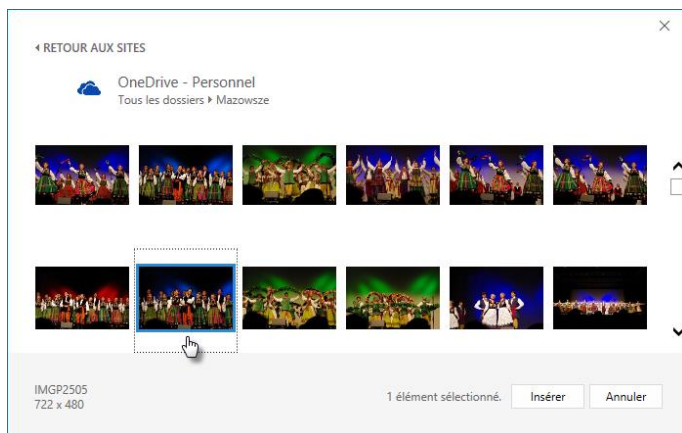 RETOUR AUX SITES
OneDrive - Personnel
Tous les dossiers Mazowsze
IMGP2505
722 x 480
1 élément sélectionné.
Insérer
Annuler